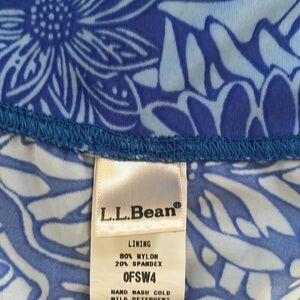 L.L.Bean®
LINING
80% NYLON
20% SPANDEX
0FSW4
HAND WASH COLD
MILD DETERGENT